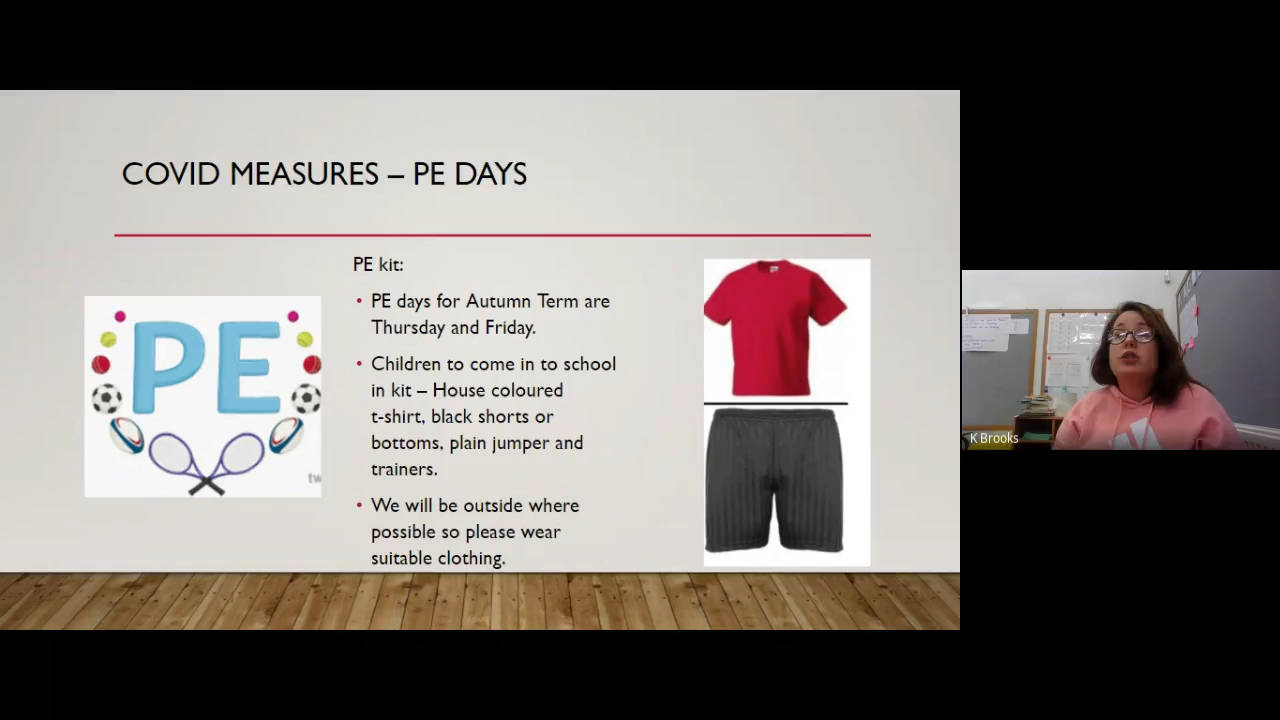 COVID MEASURES – PE DAYS
PE kit:
• PE days for Autumn Term are
Thursday and Friday.
• Children to come in to school
in kit – House coloured
t-shirt, black shorts or
bottoms, plain jumper and
trainers.
• We will be outside where
possible so please wear
suitable clothing.
PE
tw
K Brooks